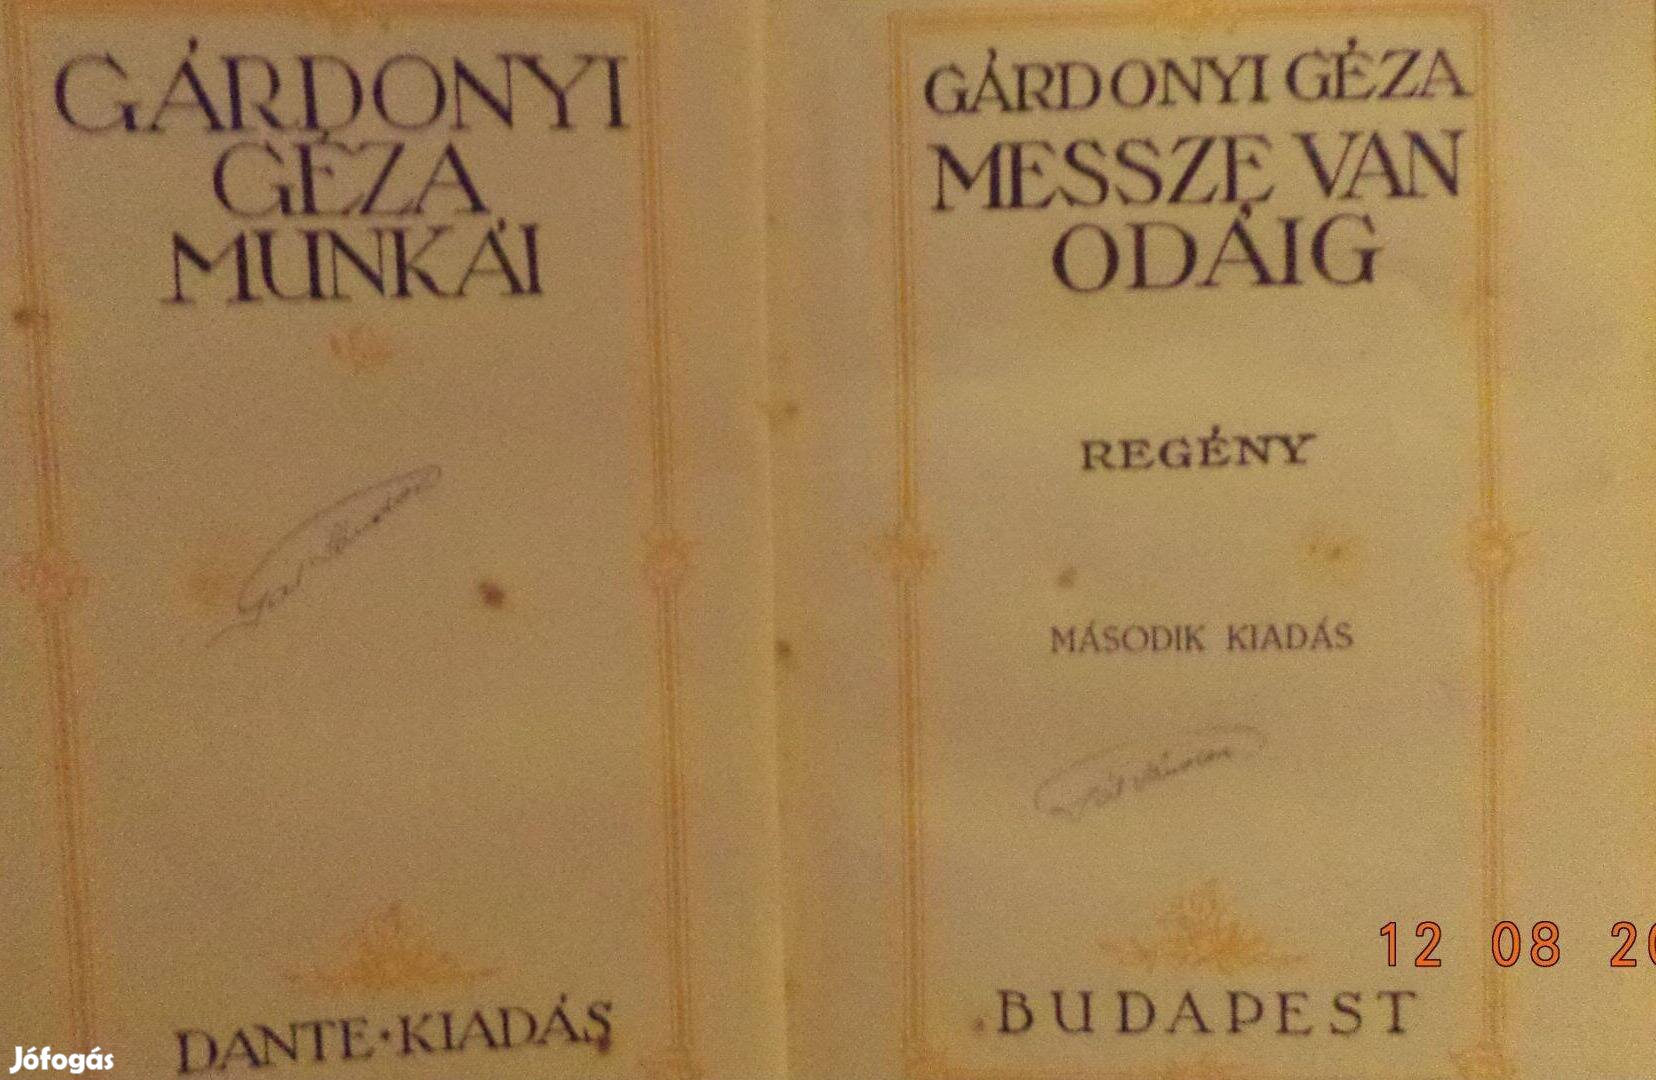 GÁRDONYI
GÉZA
MUNKÁI
DANTE·KIADÁS
GÁRDONYI GÉZA
MESSZE VAN
ODÁIG
REGÉNY
MÁSODIK KIADÁS
BUDAPEST
12 08 20
Jófogás